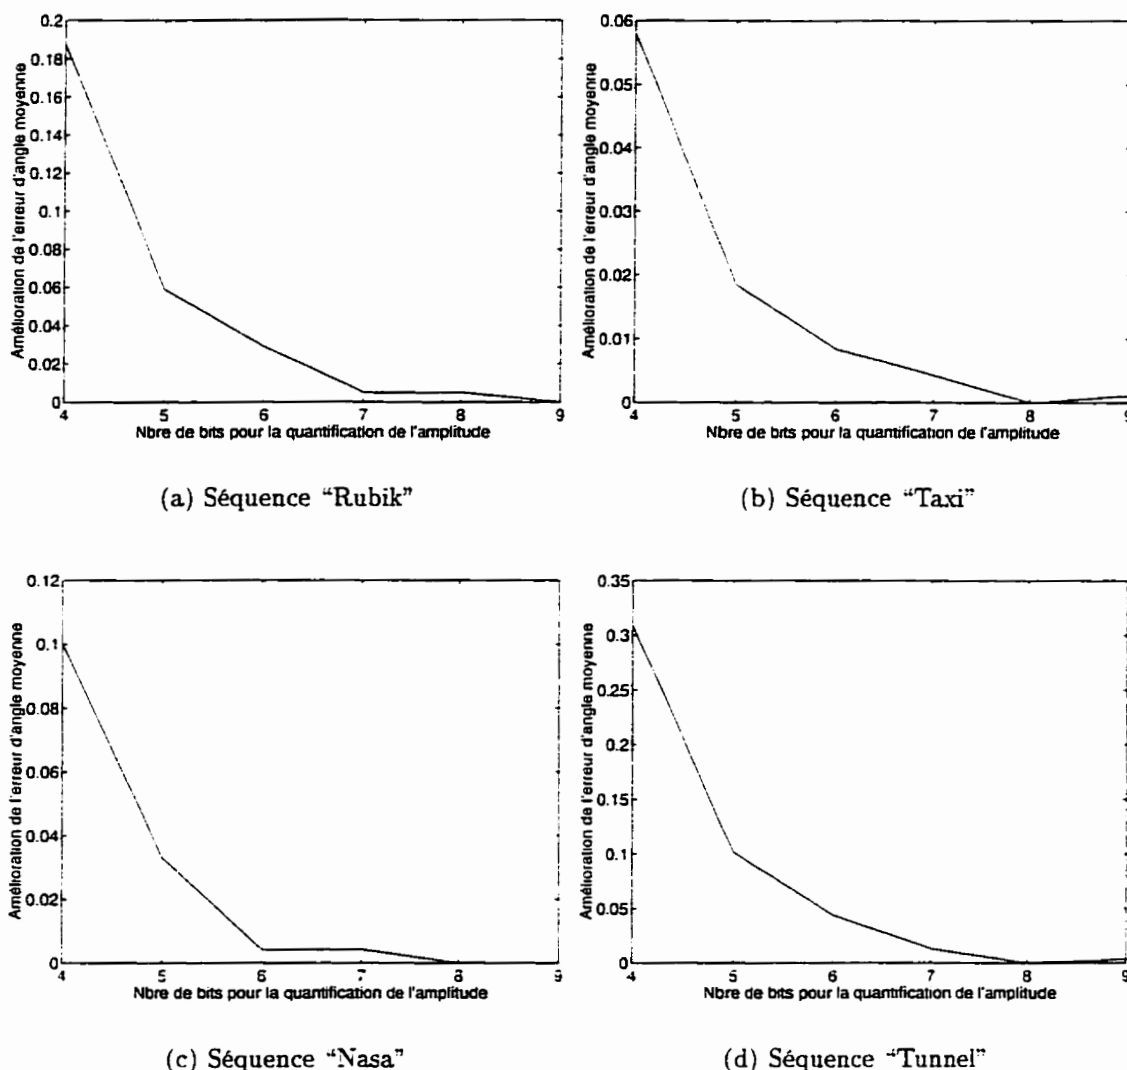 0.2
0.18
0.16
0.14
0.12
0.1
0.08
0.06
0.04
0.02
0
Amélioration de l'erreur d'angle moyenne
4 5 6 7 8 9
Nbre de bits pour la quantification de l'amplitude
(a) Séquence “Rubik”
0.06
0.05
0.04
0.03
0.02
0.01
0
Amélioration de l'erreur d'angle moyenne
4 5 6 7 8 9
Nbre de bits pour la quantification de l'amplitude
(b) Séquence “Taxi”
0.12
0.1
0.08
0.06
0.04
0.02
0
Amélioration de l'erreur d'angle moyenne
4 5 6 7 8 9
Nbre de bits pour la quantification de l'amplitude
(c) Séquence “Nasa”
0.35
0.3
0.25
0.2
0.15
0.1
0.05
0
Amélioration de l'erreur d'angle moyenne
4 5 6 7 8 9
Nbre de bits pour la quantification de l'amplitude
(d) Séquence “Tunnel”